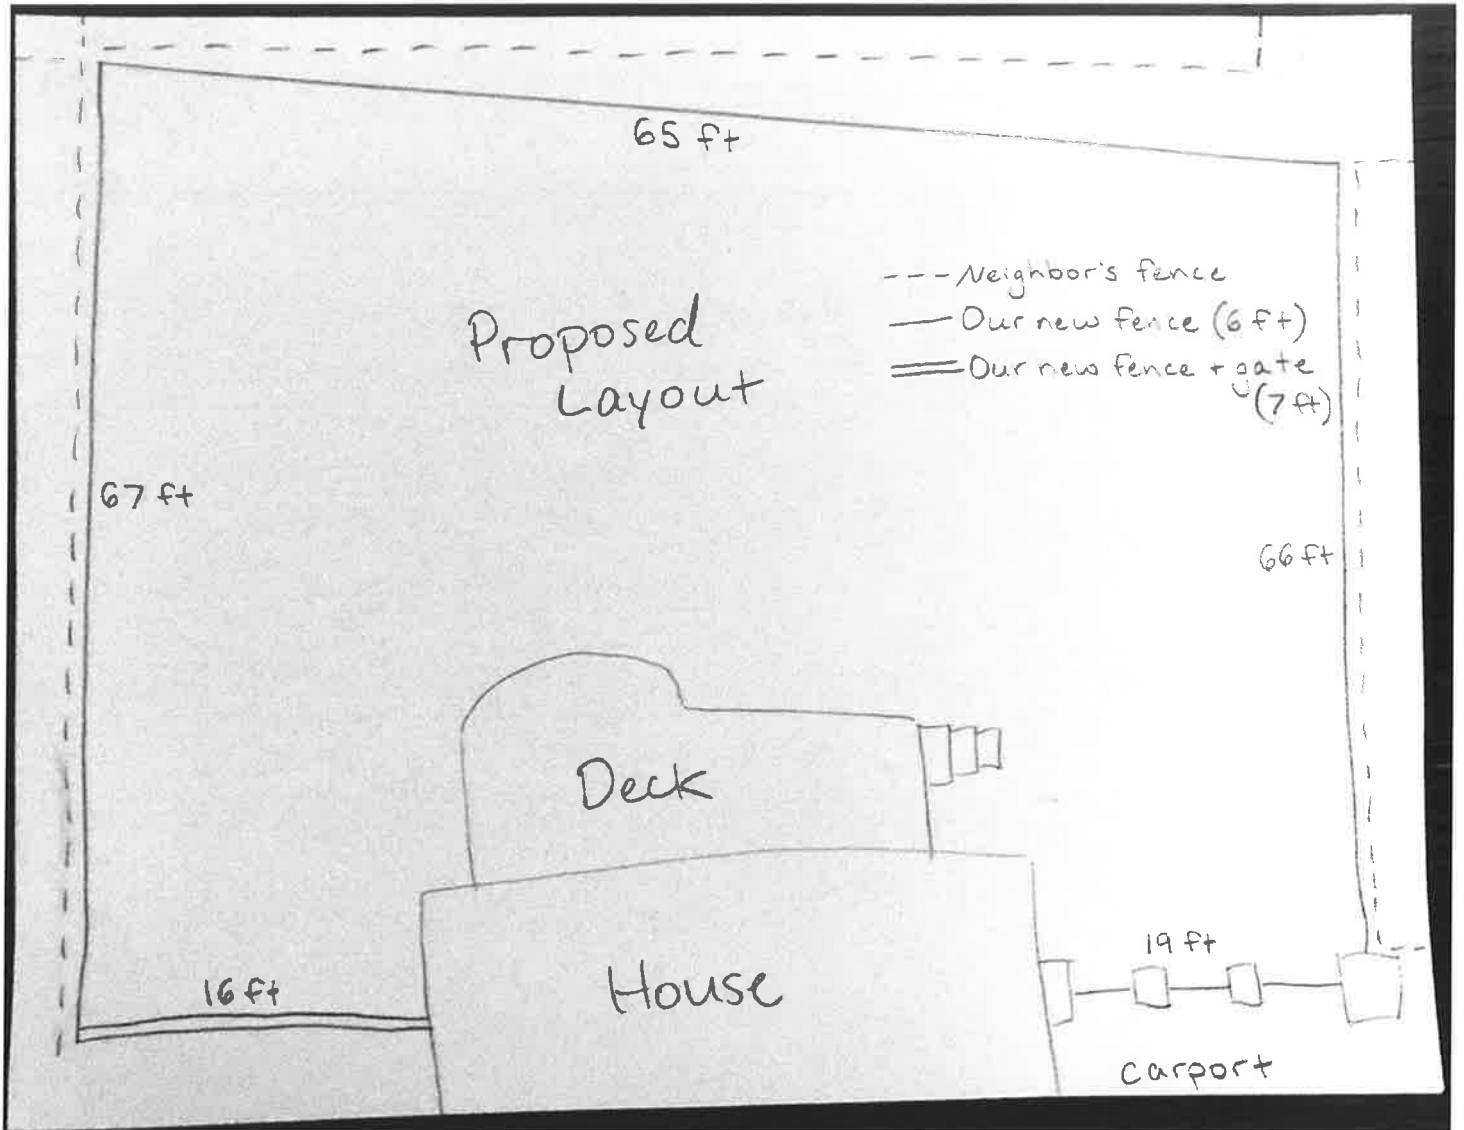 65 ft
--- Neighbor's fence
— Our new fence (6 ft)
═ Our new fence + gate
(7 ft)
Proposed
Layout
67 ft
66 ft
Deck
19 ft
16 ft
House
carport